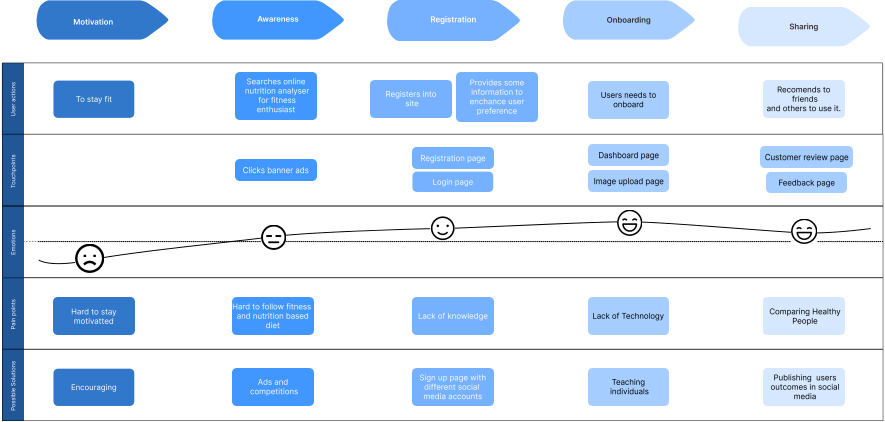 Motivation
Awareness
Registration
Onboarding
Sharing
User actions
To stay fit
Searches online
nutrition analyser
for fitness
enthusiast
Registers into
site
Provides some
information to
enchance user
preference
Users needs to
onboard
Recomends to
friends
and others to use it.
Touchpoints
Clicks banner ads
Registration page
Login page
Dashboard page
Image upload page
Customer review page
Feedback page
Emotions
Pain points
Hard to stay
motivatted
Hard to follow fitness
and nutrition based
diet
Lack of knowledge
Lack of Technology
Comparing Healthy
People
Possible Solutions
Encouraging
Ads and
competitions
Sign up page with
different social
media accounts
Teaching
individuals
Publishing users
outcomes in social
media